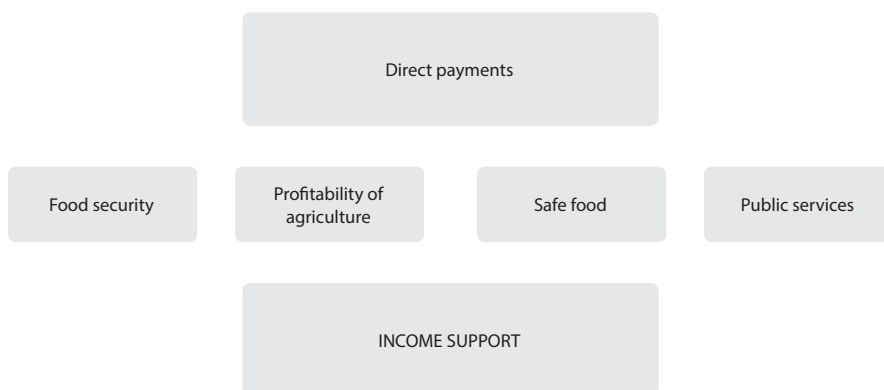 Direct payments
Food security
Profitability of
agriculture
Safe food
Public services
INCOME SUPPORT